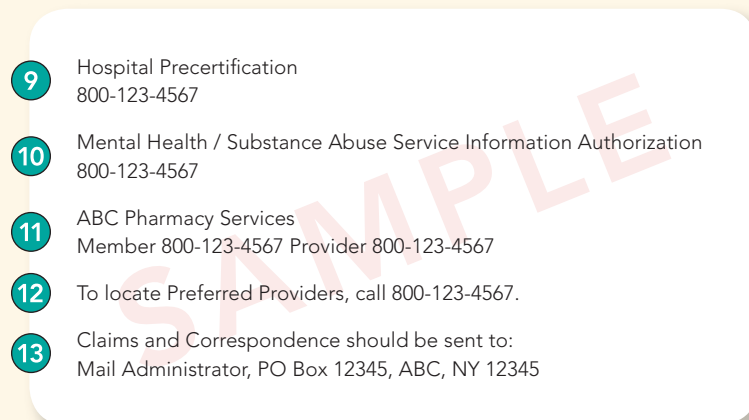 9 Hospital Precertification
800-123-4567
10 Mental Health / Substance Abuse Service Information Authorization
800-123-4567
11 ABC Pharmacy Services
Member 800-123-4567 Provider 800-123-4567
12 To locate Preferred Providers, call 800-123-4567.
13 Claims and Correspondence should be sent to:
Mail Administrator, PO Box 12345, ABC, NY 12345
SAMPLE